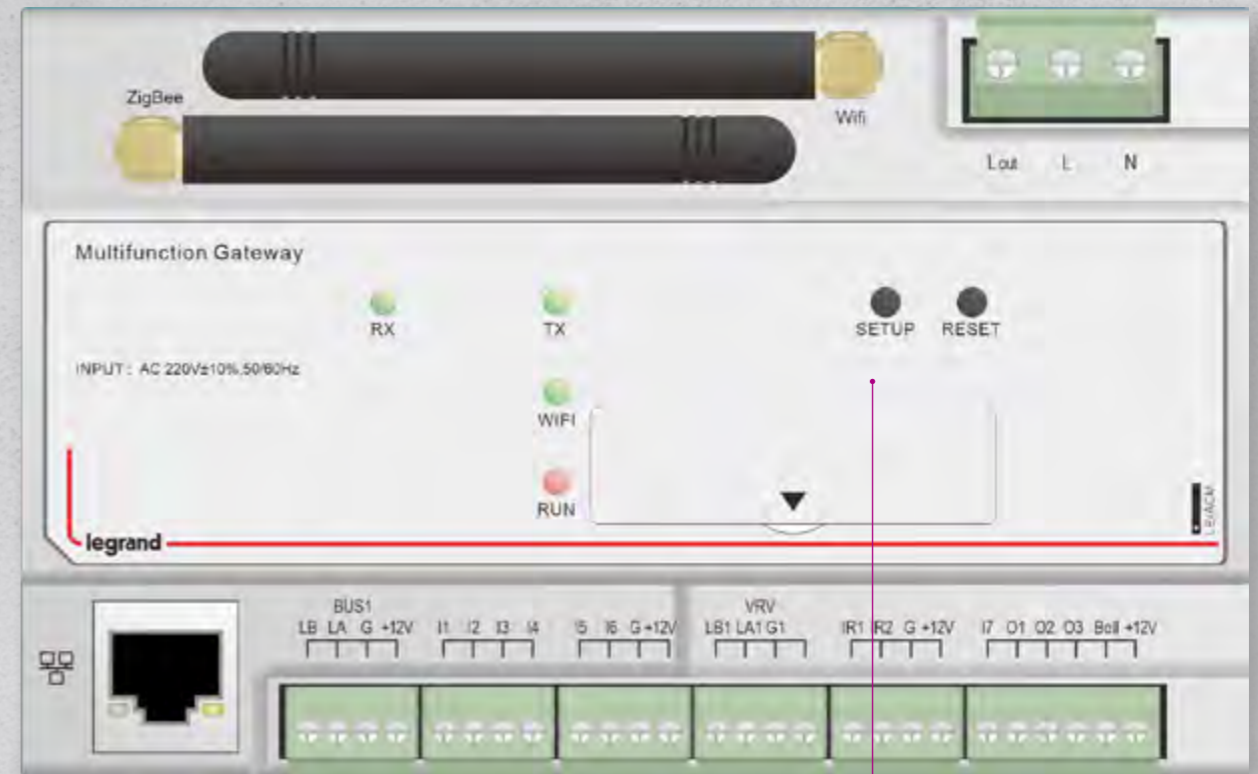 ZigBee
Wifi
L out L N
Multifunction Gateway
RX TX SETUP RESET
INPUT : AC 220V±10%,50/60Hz
WIFI
RUN
legrand
BUS1 VRV
LB LA G +12V I1 I2 I3 I4 I5 I6 G +12V LB1 LA1 G1 IR1 IR2 G +12V I7 O1 O2 O3 Bell +12V